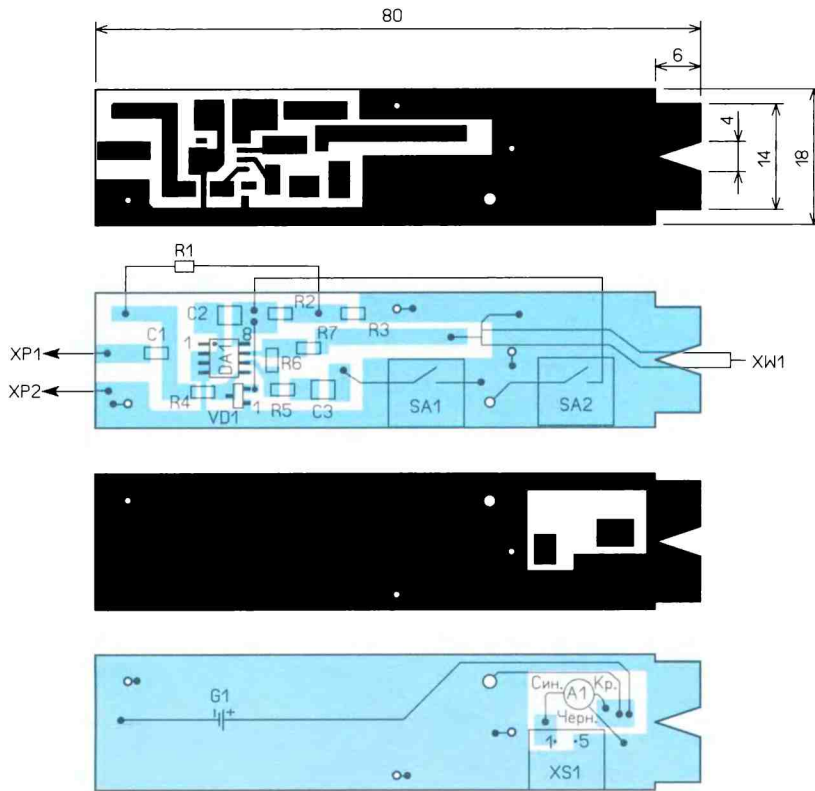 80
6
4
14
18
R1
C2
R2
R3
XP1
C1
1
8
DA1
R7
R6
XW1
XP2
R4
VD1
1
R5
C3
SA1
SA2
G1
+
Син.
A1
Кр.
Черн.
1
5
XS1